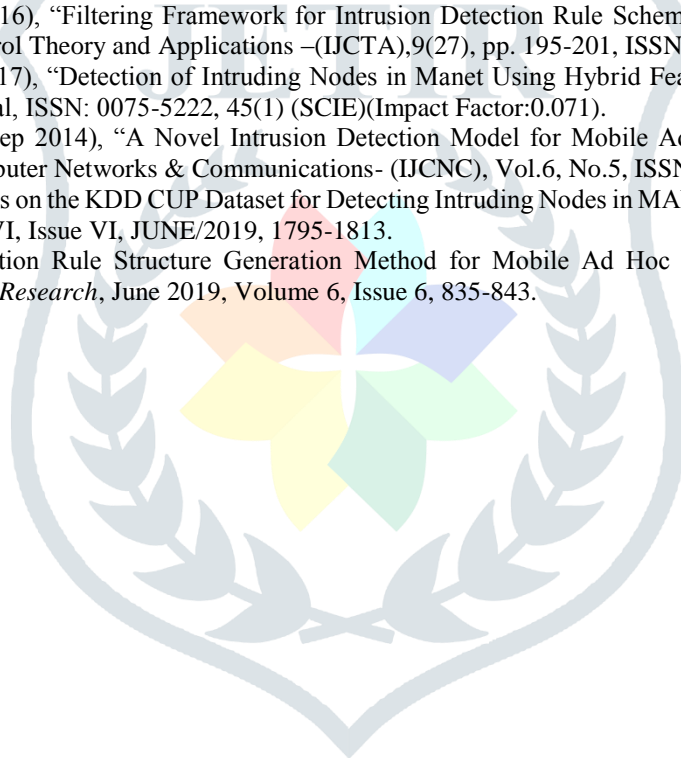 JETIR
16), “Filtering Framework for Intrusion Detection Rule Schem
rol Theory and Applications –(IJCTA),9(27), pp. 195-201, ISSN
17), “Detection of Intruding Nodes in Manet Using Hybrid Fea
al, ISSN: 0075-5222, 45(1) (SCIE)(Impact Factor:0.071).
ep 2014), “A Novel Intrusion Detection Model for Mobile Ad
puter Networks & Communications- (IJCNC), Vol.6, No.5, ISSN
s on the KDD CUP Dataset for Detecting Intruding Nodes in MA
VI, Issue VI, JUNE/2019, 1795-1813.
tion Rule Structure Generation Method for Mobile Ad Hoc
Research, June 2019, Volume 6, Issue 6, 835-843.